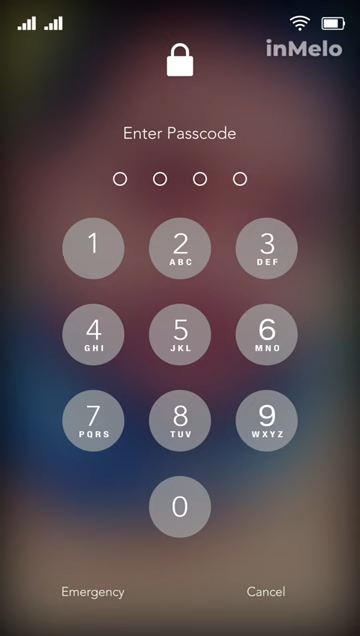 inMelo
Enter Passcode
1
2
ABC
3
DEF
4
GHI
5
JKL
6
MNO
7
PQRS
8
TUV
9
WXYZ
0
Emergency
Cancel